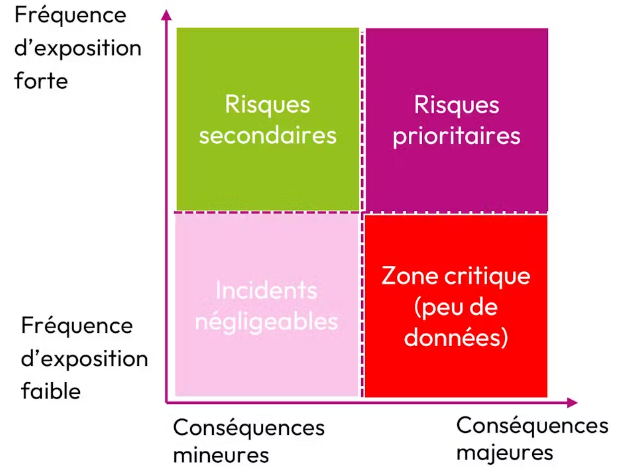 Fréquence
d’exposition
forte
Risques
secondaires
Risques
prioritaires
Incidents
négligeables
Zone critique
(peu de
données)
Fréquence
d’exposition
faible
Conséquences
mineures
Conséquences
majeures